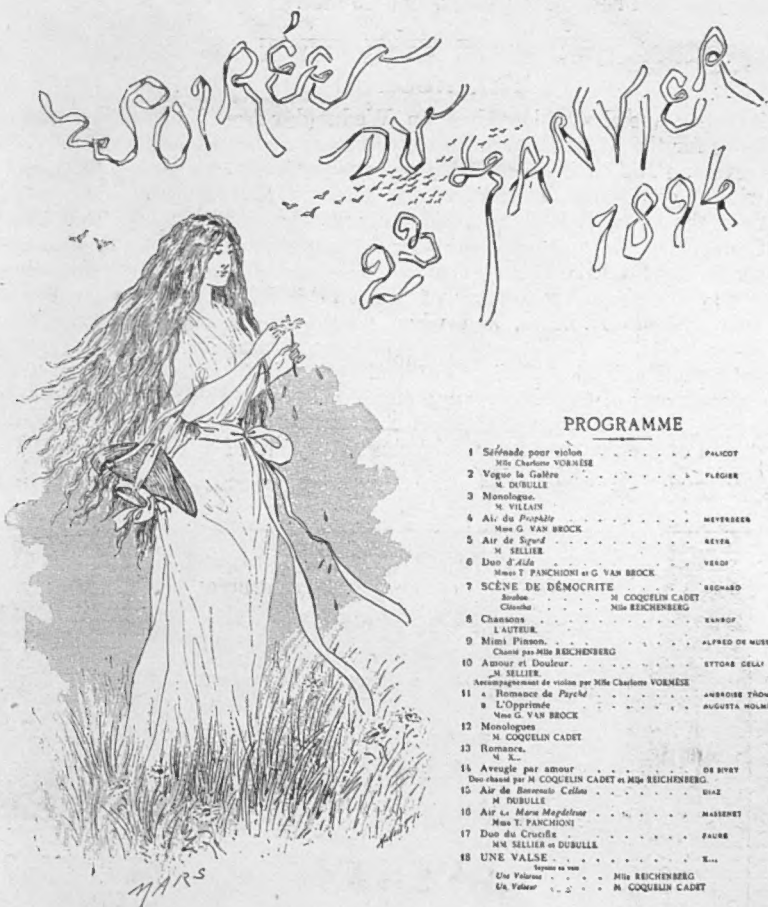 SOIRÉE
DU
23 JANVIER
1894
PROGRAMME
1 Sérénade pour violon . . . . . . . PALICOT
Mlle Charlotte VORMÈSE
2 Vogue la Galère . . . . . . . FLÉGIER
M. DUBULLE
3 Monologue.
M. VILLAIN
4 Air du Prophète . . . . . . . MEYERBEER
Mme G. VAN BROCK
5 Air de Sigurd . . . . . . . REYER
M SELLIER
6 Duo d'Aïda . . . . . . . VERDI
Mmes T. PANCHIONI et G. VAN BROCK
7 SCÈNE DE DÉMOCRITE . . . . REGNARD
Strabon . . . . M COQUELIN CADET
Cléanthis . . . . Mlle REICHENBERG
8 Chansons . . . . . . . XANROF
L'AUTEUR.
9 Mimi Pinson. . . . . . . ALFRED DE MUSS
Chanté par Mlle REICHENBERG
10 Amour et Douleur. . . . . . . ETTORE GELLI
M. SELLIER.
Accompagnement de violon par Mlle Charlotte VORMÈSE
11 A Romance de Psyché . . . . AMBROISE THOM
B L'Opprimée . . . . AUGUSTA HOLM
Mme G. VAN BROCK
12 Monologues
M. COQUELIN CADET
13 Romance.
M X...
14 Aveugle par amour . . . . . . .
Duo chanté par M COQUELIN CADET et Mlle REICHENBERG.
15 Air de Benvenuto Cellini . . . . . DIAZ
M DUBULLE
16 Air de Marie Magdeleine . . . . . MASSENET
Mme T. PANCHIONI
17 Duo du Crucifix . . . . . . . FAURE
MM. SELLIER et DUBULLE
18 UNE VALSE . . . . . . . X...
Saynète en vers
Une Valseuse . . . . Mlle REICHENBERG
Un Valseur . . . . M. COQUELIN CADET
MARS